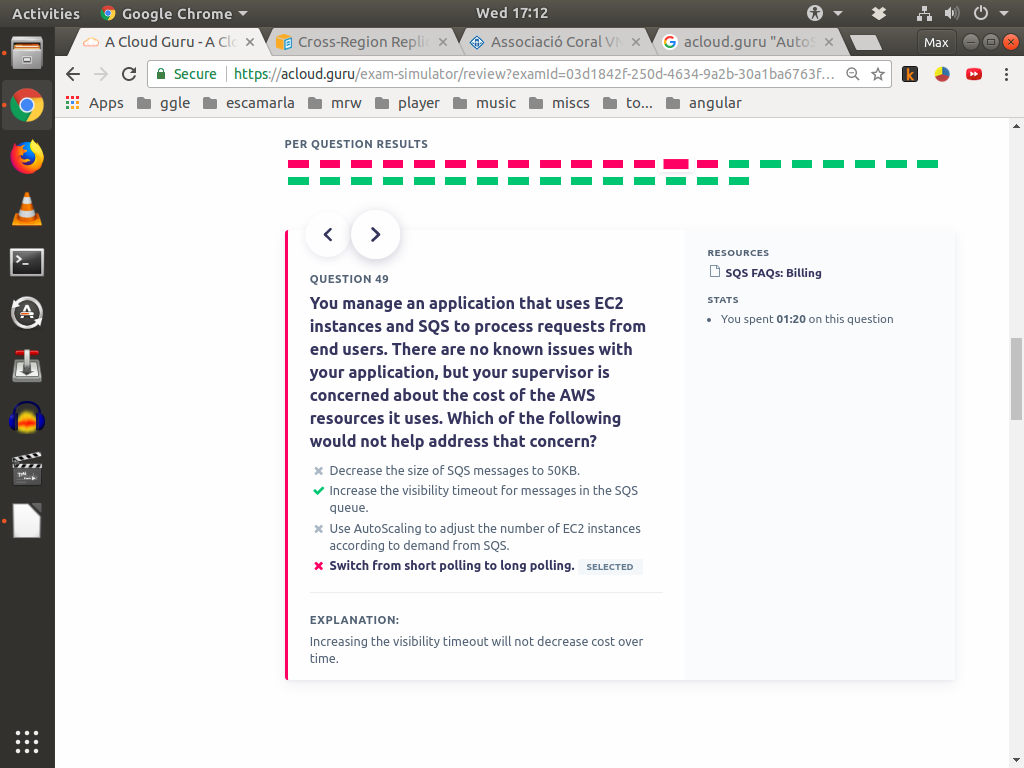 Activities
Google Chrome
Wed 17:12
A Cloud Guru - A Cl
Cross-Region Repli
Associació Coral VN
acloud.guru "AutoS
Max
Secure
https://acloud.guru/exam-simulator/review?examId=03d1842f-250d-4634-9a2b-30a1ba6763f...
Apps
ggle
escamarla
mrw
player
music
miscs
to...
angular
PER QUESTION RESULTS
QUESTION 49
You manage an application that uses EC2
instances and SQS to process requests from
end users. There are no known issues with
your application, but your supervisor is
concerned about the cost of the AWS
resources it uses. Which of the following
would not help address that concern?
Decrease the size of SQS messages to 50KB.
Increase the visibility timeout for messages in the SQS
queue.
Use AutoScaling to adjust the number of EC2 instances
according to demand from SQS.
Switch from short polling to long polling. SELECTED
EXPLANATION:
Increasing the visibility timeout will not decrease cost over
time.
RESOURCES
SQS FAQs: Billing
STATS
• You spent 01:20 on this question